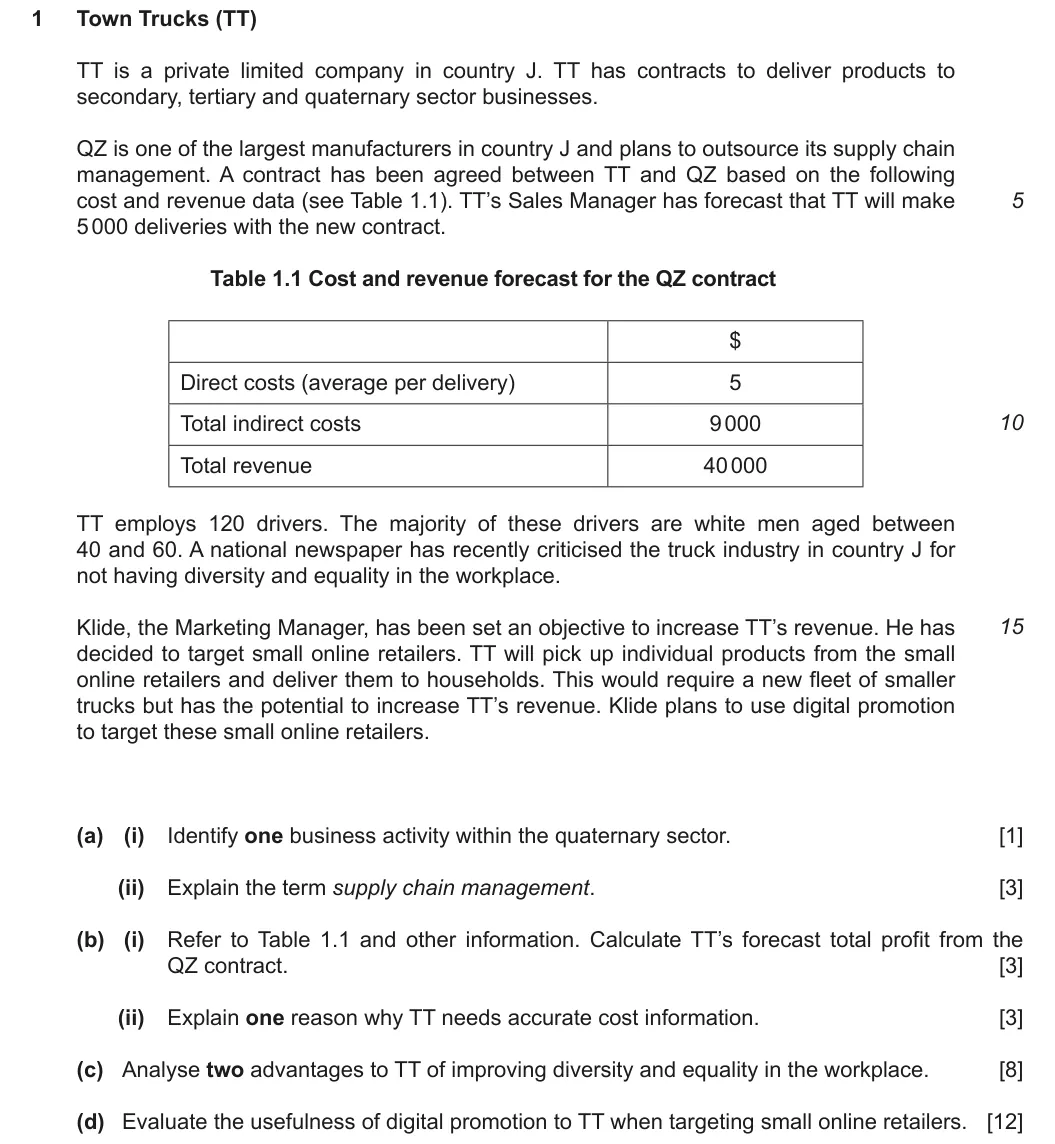 1 Town Trucks (TT)
TT is a private limited company in country J. TT has contracts to deliver products to
secondary, tertiary and quaternary sector businesses.
QZ is one of the largest manufacturers in country J and plans to outsource its supply chain
management. A contract has been agreed between TT and QZ based on the following
cost and revenue data (see Table 1.1). TT’s Sales Manager has forecast that TT will make 5
5000 deliveries with the new contract.
Table 1.1 Cost and revenue forecast for the QZ contract
$
Direct costs (average per delivery) 5
Total indirect costs 9000 10
Total revenue 40000
TT employs 120 drivers. The majority of these drivers are white men aged between
40 and 60. A national newspaper has recently criticised the truck industry in country J for
not having diversity and equality in the workplace.
Klide, the Marketing Manager, has been set an objective to increase TT’s revenue. He has 15
decided to target small online retailers. TT will pick up individual products from the small
online retailers and deliver them to households. This would require a new fleet of smaller
trucks but has the potential to increase TT’s revenue. Klide plans to use digital promotion
to target these small online retailers.
(a) (i) Identify one business activity within the quaternary sector. [1]
(ii) Explain the term supply chain management. [3]
(b) (i) Refer to Table 1.1 and other information. Calculate TT’s forecast total profit from the
QZ contract. [3]
(ii) Explain one reason why TT needs accurate cost information. [3]
(c) Analyse two advantages to TT of improving diversity and equality in the workplace. [8]
(d) Evaluate the usefulness of digital promotion to TT when targeting small online retailers. [12]